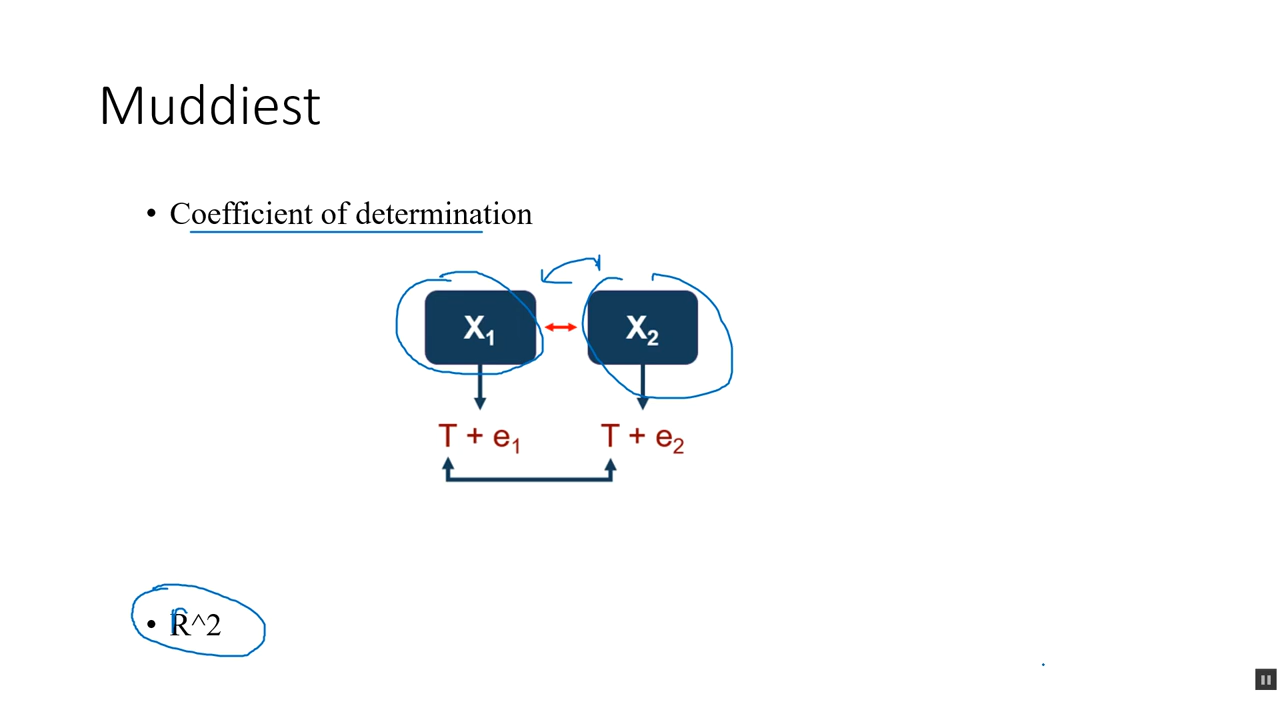 Muddiest
• Coefficient of determination
X₁ X₂
T + e₁ T + e₂
• R^2